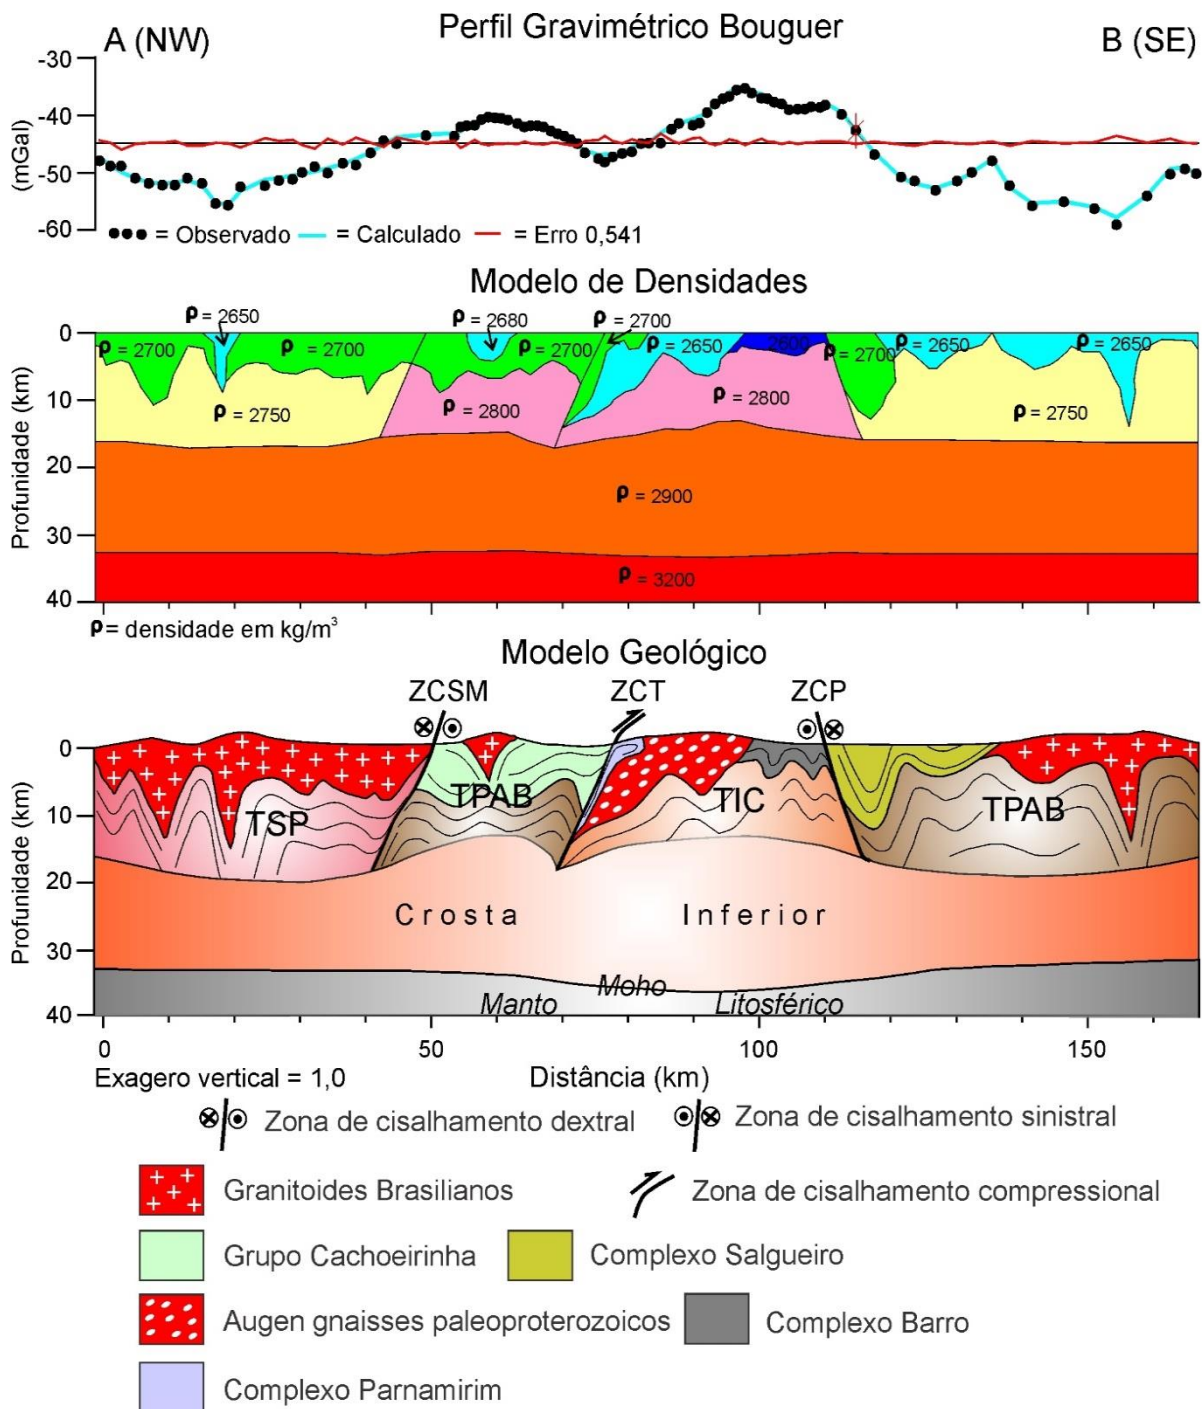 Perfil Gravimétrico Bouguer
A (NW)
B (SE)
-30
-40
-50
-60
(mGal)
= Observado
= Calculado
= Erro 0,541
Modelo de Densidades
ρ = 2650
ρ = 2680
ρ = 2700
ρ = 2700
ρ = 2700
ρ = 2700
ρ = 2650
2600
ρ = 2700
ρ = 2650
ρ = 2650
ρ = 2750
ρ = 2800
ρ = 2800
ρ = 2750
ρ = 2900
ρ = 3200
0
10
20
30
40
Profunidade (km)
ρ= densidade em kg/m³
Modelo Geológico
ZCSM
ZCT
ZCP
0
10
20
30
40
Profunidade (km)
TSP
TPAB
TIC
TPAB
Crosta Inferior
Moho
Manto Litosférico
0
50
100
150
Exagero vertical = 1,0
Distância (km)
Zona de cisalhamento dextral
Zona de cisalhamento sinistral
Granitoides Brasilianos
Zona de cisalhamento compressional
Grupo Cachoeirinha
Complexo Salgueiro
Augen gnaisses paleoproterozoicos
Complexo Barro
Complexo Parnamirim